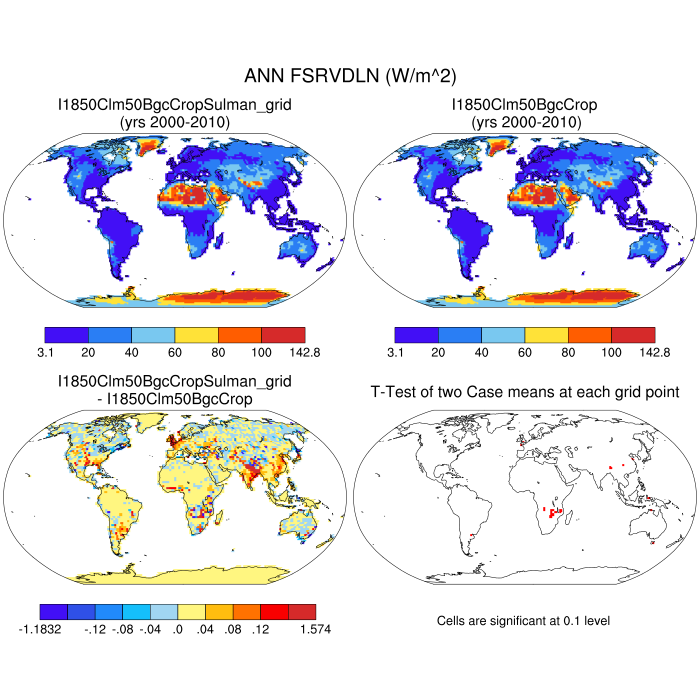 ANN FSRVDLN (W/m^2)
I1850Clm50BgcCropSulman_grid
(yrs 2000-2010)
I1850Clm50BgcCrop
(yrs 2000-2010)
3.1 20 40 60 80 100 142.8
3.1 20 40 60 80 100 142.8
I1850Clm50BgcCropSulman_grid
- I1850Clm50BgcCrop
T-Test of two Case means at each grid point
-1.1832 -.12 -.08 -.04 .0 .04 .08 .12 1.574
Cells are significant at 0.1 level